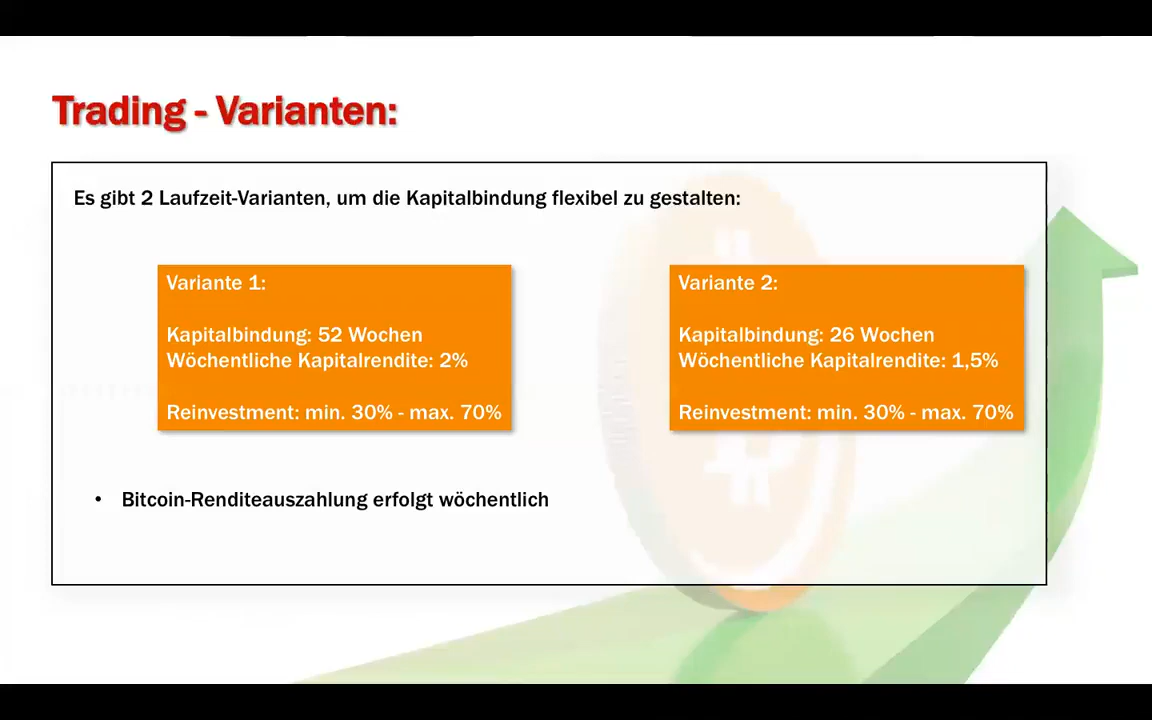 Trading - Varianten:
Es gibt 2 Laufzeit-Varianten, um die Kapitalbindung flexibel zu gestalten:
Variante 1:
Kapitalbindung: 52 Wochen
Wöchentliche Kapitalrendite: 2%
Reinvestment: min. 30% - max. 70%
Variante 2:
Kapitalbindung: 26 Wochen
Wöchentliche Kapitalrendite: 1,5%
Reinvestment: min. 30% - max. 70%
• Bitcoin-Renditeauszahlung erfolgt wöchentlich